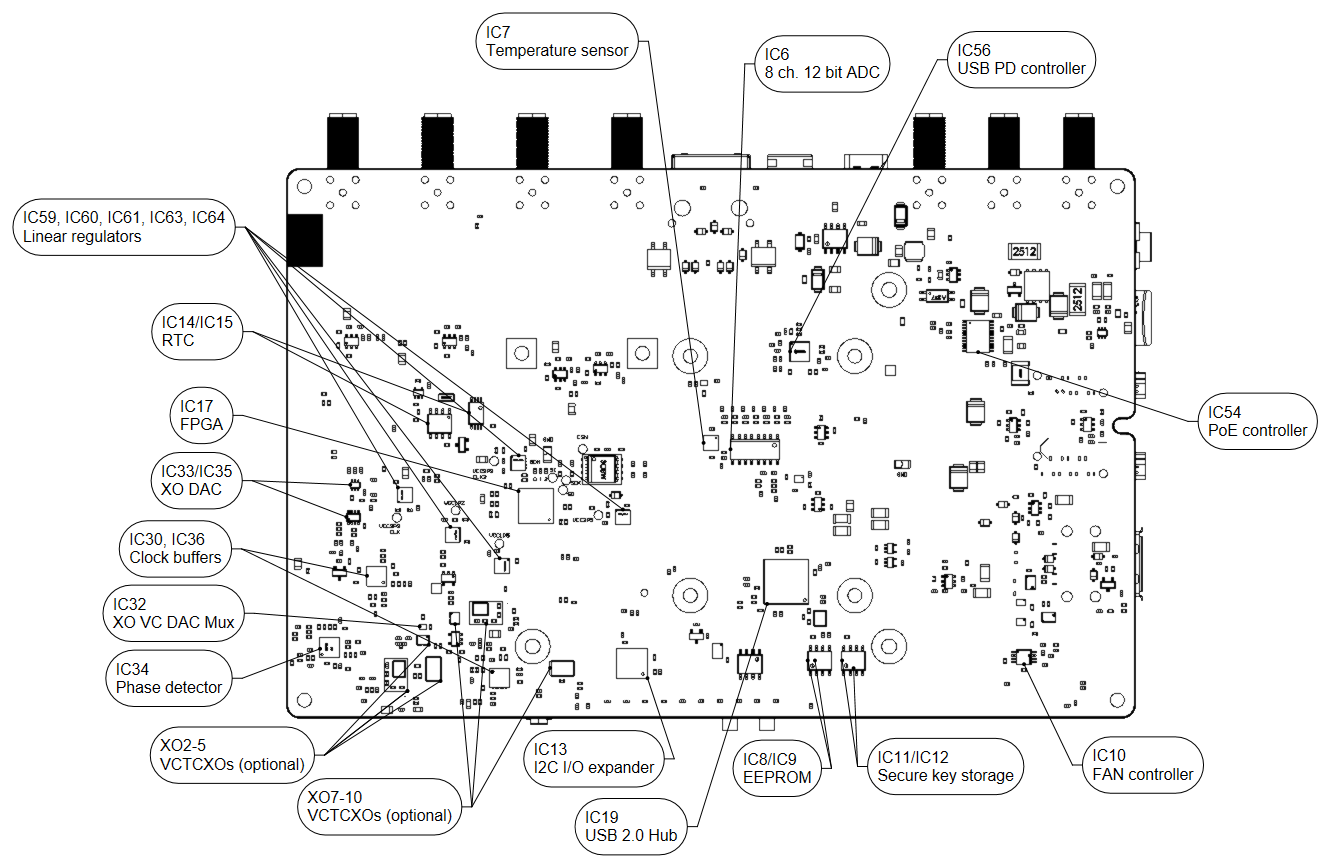 IC7
Temperature sensor
IC6
8 ch. 12 bit ADC
IC56
USB PD controller
IC59, IC60, IC61, IC63, IC64
Linear regulators
2512
2512
IC14/IC15
RTC
IC17
FPGA
IC54
PoE controller
IC33/IC35
XO DAC
IC30, IC36
Clock buffers
IC32
XO VC DAC Mux
IC34
Phase detector
XO2-5
VCTCXOs (optional)
XO7-10
VCTCXOs (optional)
IC13
I2C I/O expander
IC19
USB 2.0 Hub
IC8/IC9
EEPROM
IC11/IC12
Secure key storage
IC10
FAN controller